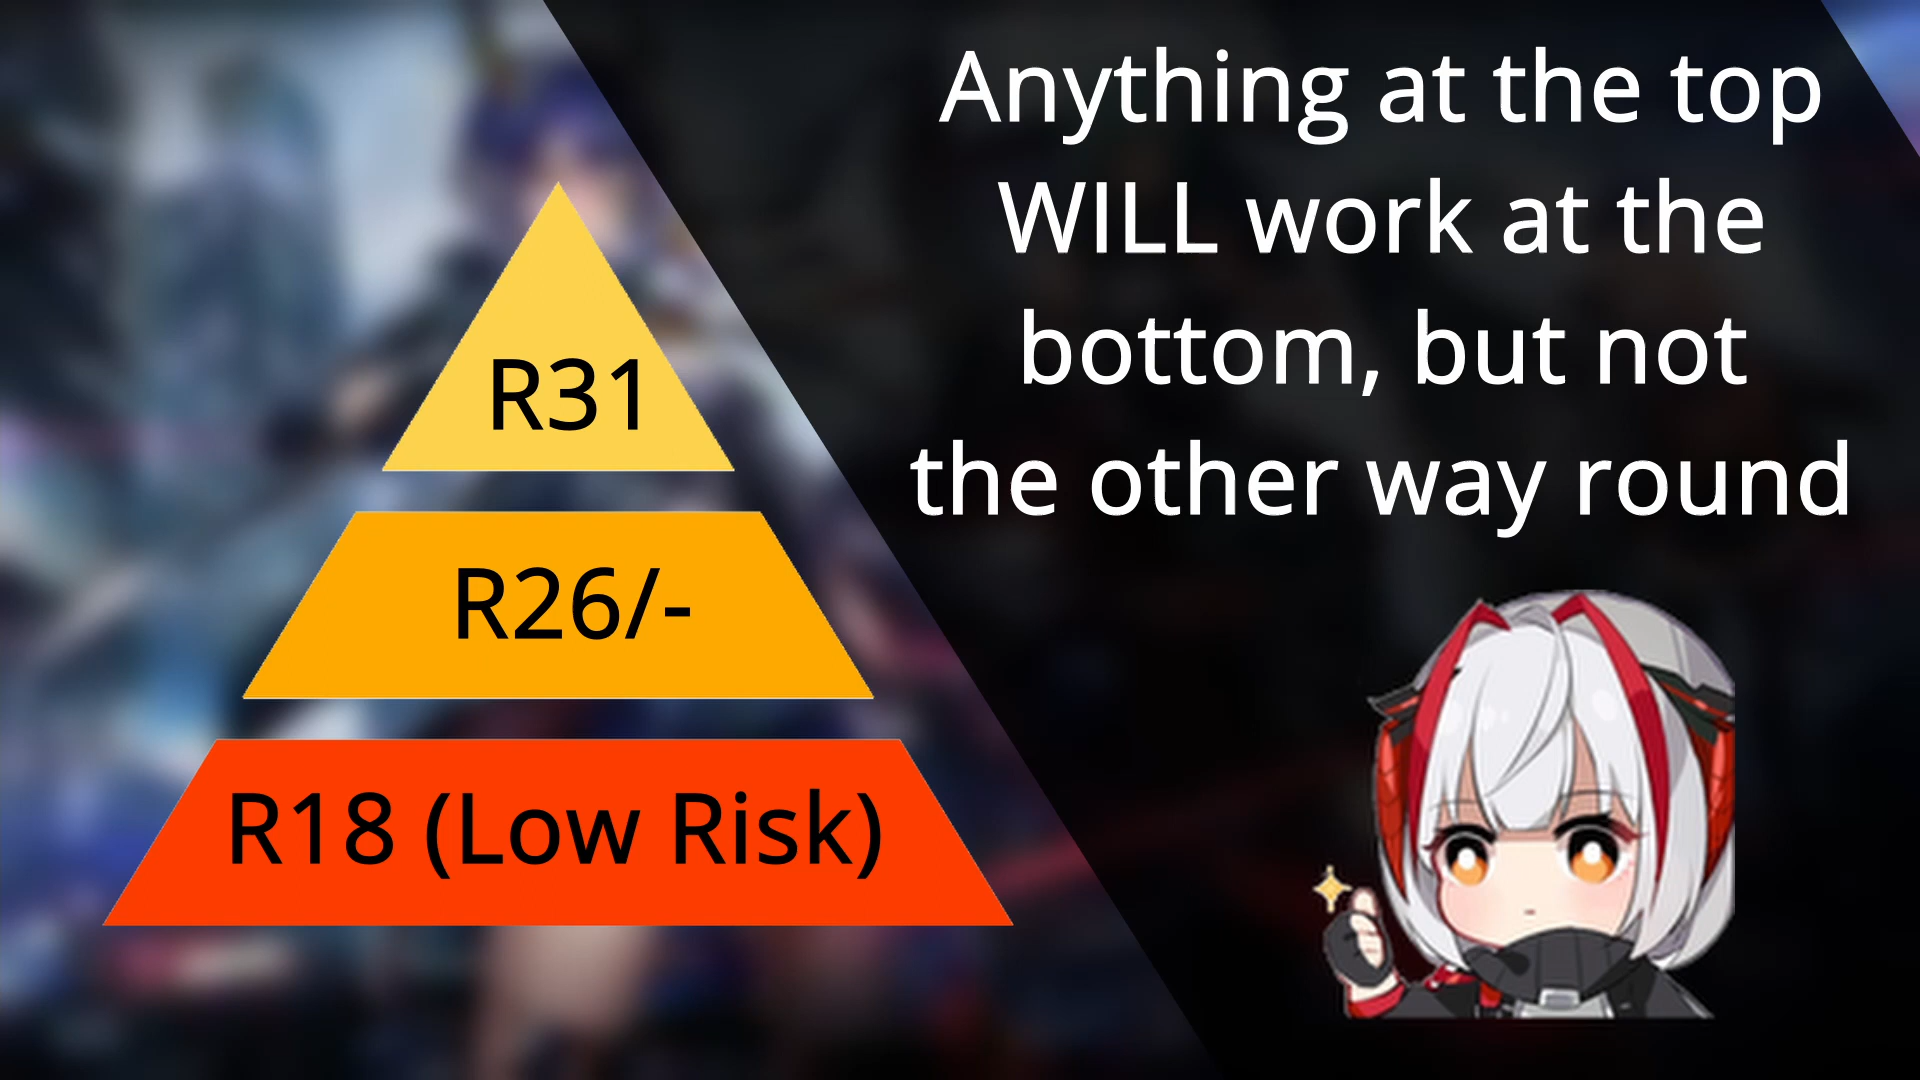 Anything at the top
WILL work at the
bottom, but not
the other way round
R31
R26/-
R18 (Low Risk)